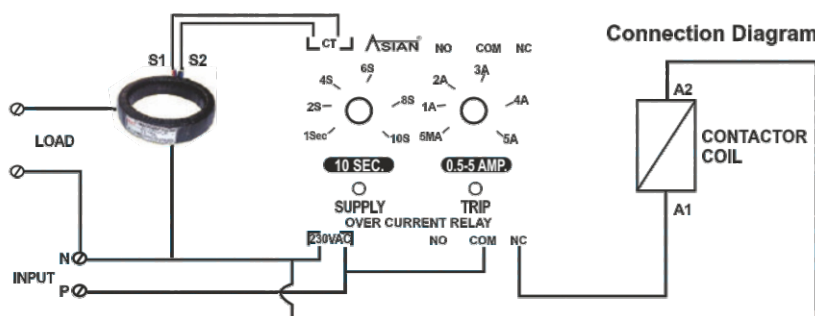 Connection Diagram
CT
ASIAN
NO COM NC
S1 S2
1Sec
2S
4S
6S
8S
10S
5MA
1A
2A
3A
4A
5A
10 SEC.
0.5-5 AMP.
SUPPLY
TRIP
OVER CURRENT RELAY
230VAC
NO COM NC
LOAD
INPUT
N
P
A2
CONTACTOR
COIL
A1